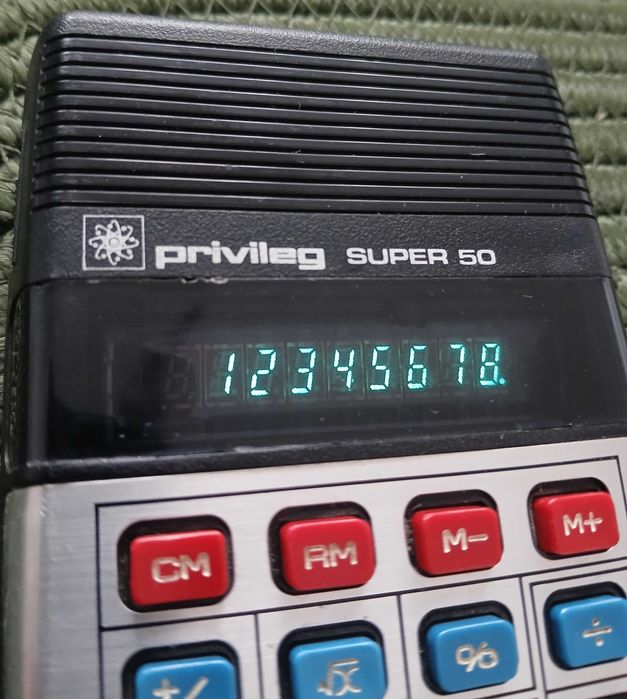 privileg SUPER 50
12345678.
CM RM M− M+
+/− √x % ÷